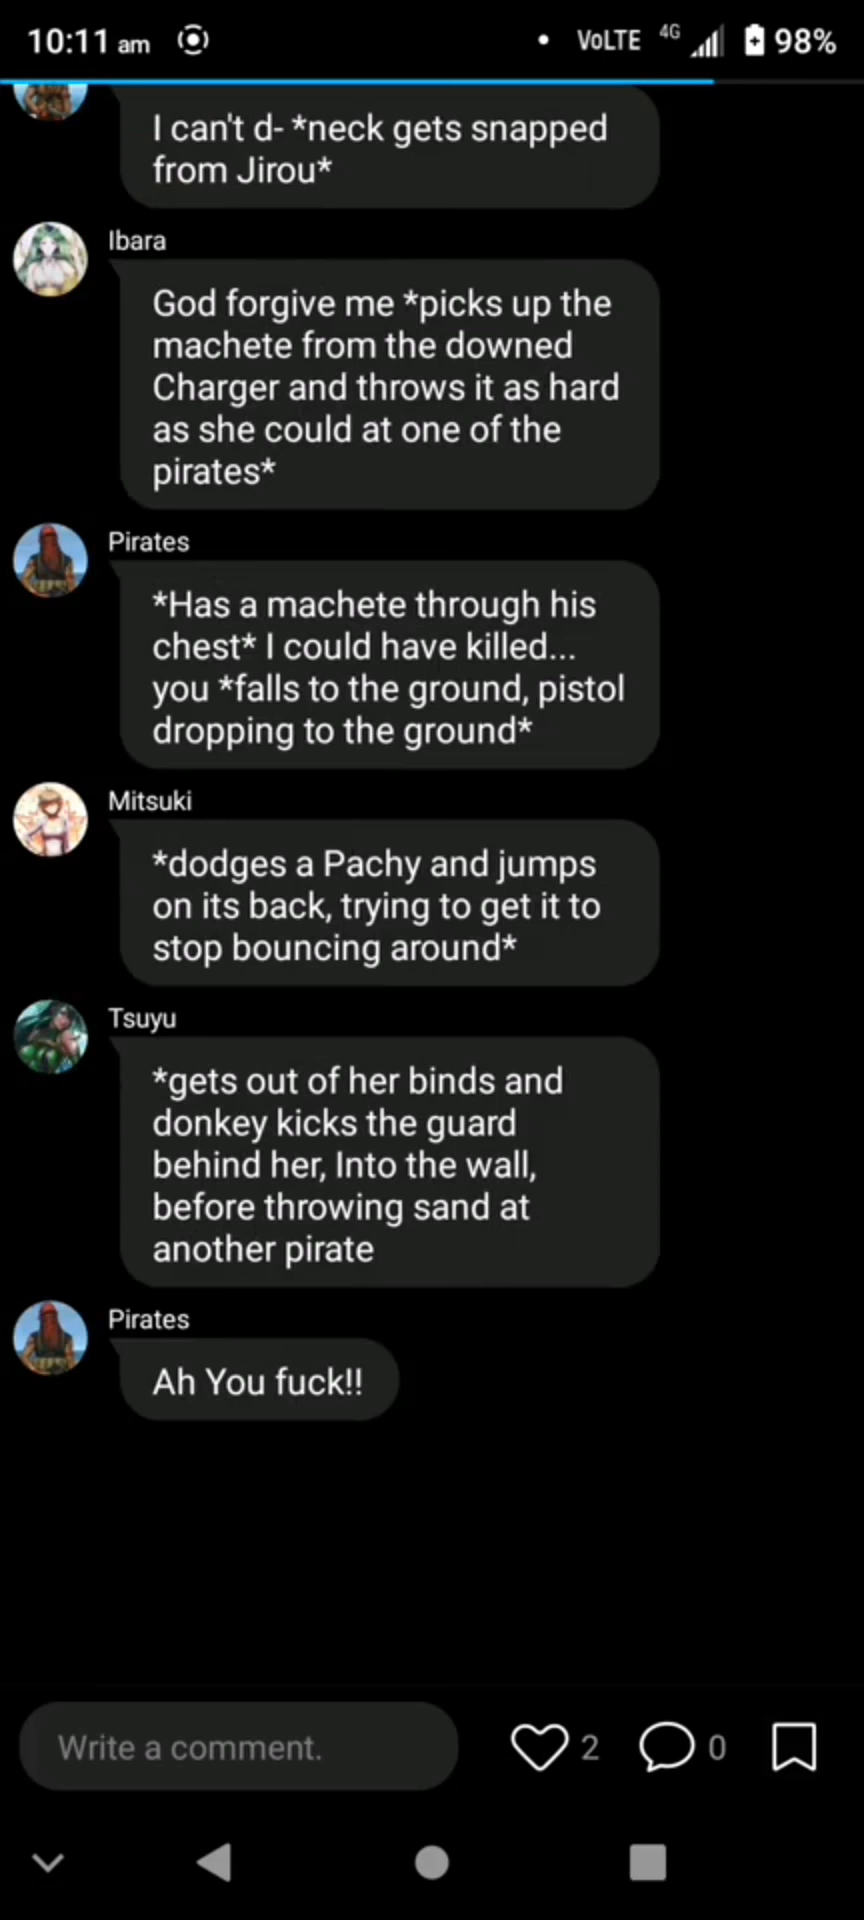 10:11 am
VoLTE 4G 98%
I can't d- *neck gets snapped
from Jirou*
Ibara
God forgive me *picks up the
machete from the downed
Charger and throws it as hard
as she could at one of the
pirates*
Pirates
*Has a machete through his
chest* I could have killed...
you *falls to the ground, pistol
dropping to the ground*
Mitsuki
*dodges a Pachy and jumps
on its back, trying to get it to
stop bouncing around*
Tsuyu
*gets out of her binds and
donkey kicks the guard
behind her, Into the wall,
before throwing sand at
another pirate
Pirates
Ah You fuck!!
Write a comment.
2
0